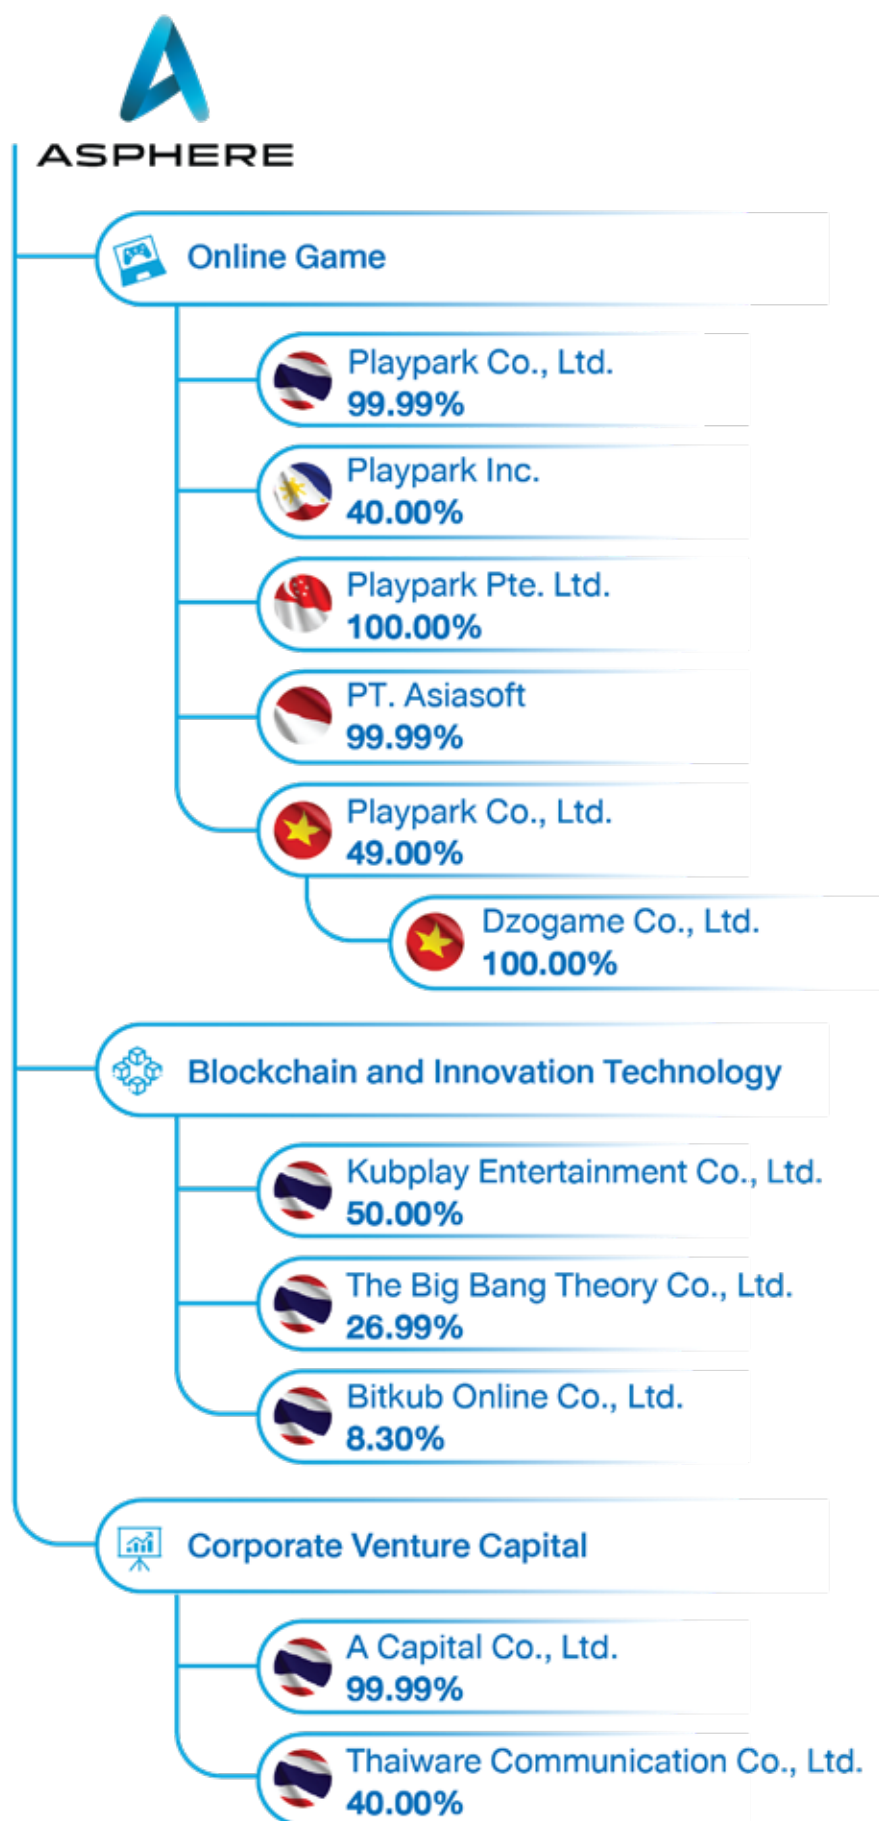 ASPHERE
Online Game
Playpark Co., Ltd.
99.99%
Playpark Inc.
40.00%
Playpark Pte. Ltd.
100.00%
PT. Asiasoft
99.99%
Playpark Co., Ltd.
49.00%
Dzogame Co., Ltd.
100.00%
Blockchain and Innovation Technology
Kubplay Entertainment Co., Ltd.
50.00%
The Big Bang Theory Co., Ltd.
26.99%
Bitkub Online Co., Ltd.
8.30%
Corporate Venture Capital
A Capital Co., Ltd.
99.99%
Thaiware Communication Co., Ltd.
40.00%